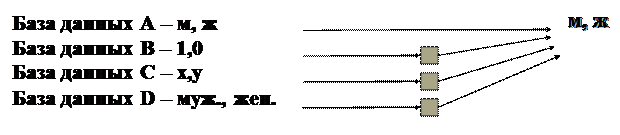 База данных A – м, ж
м, ж
База данных B – 1,0
База данных C – x,y
База данных D – муж., жен.